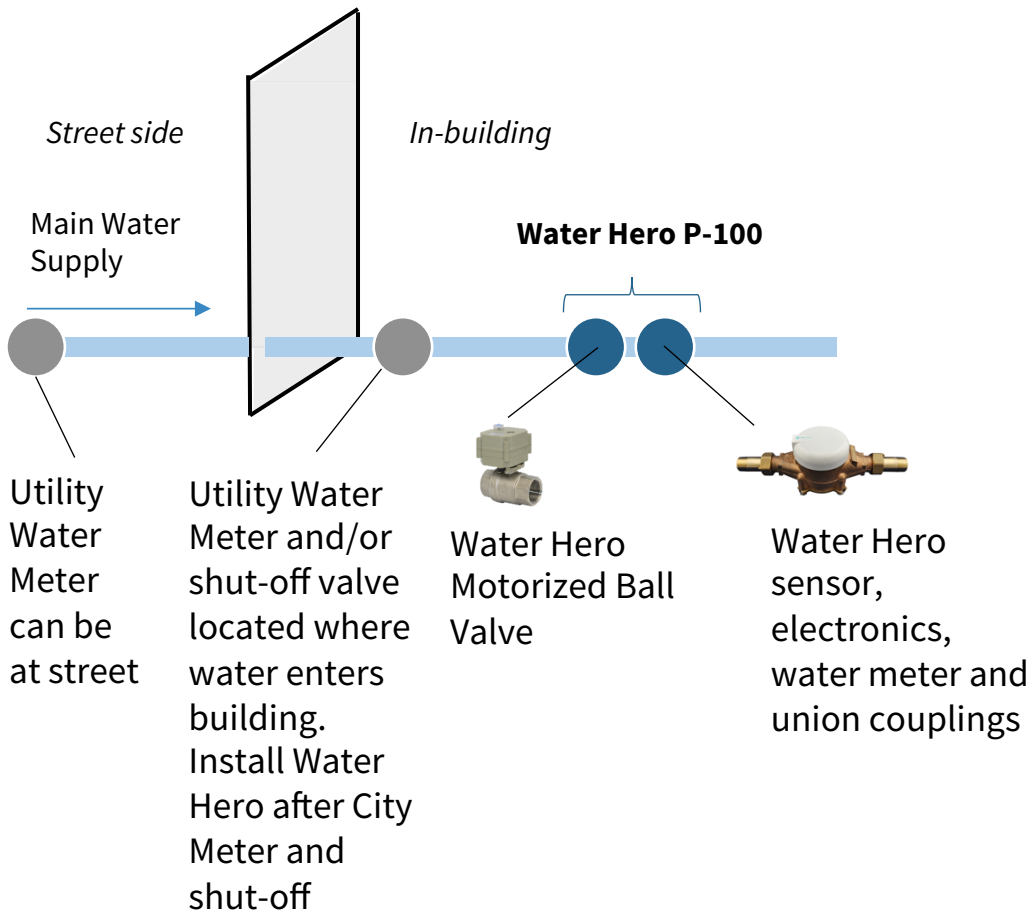 Street side
In-building
Main Water
Supply
Water Hero P-100
Utility
Water
Meter
can be
at street
Utility Water
Meter and/or
shut-off valve
located where
water enters
building.
Install Water
Hero after City
Meter and
shut-off
Water Hero
Motorized Ball
Valve
Water Hero
sensor,
electronics,
water meter and
union couplings